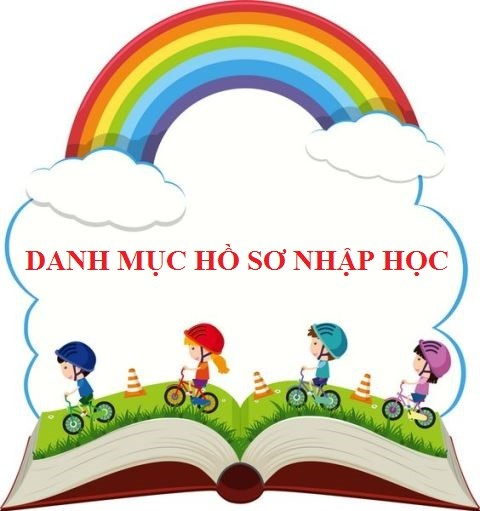 DANH MỤC HỒ SƠ NHẬP HỌC